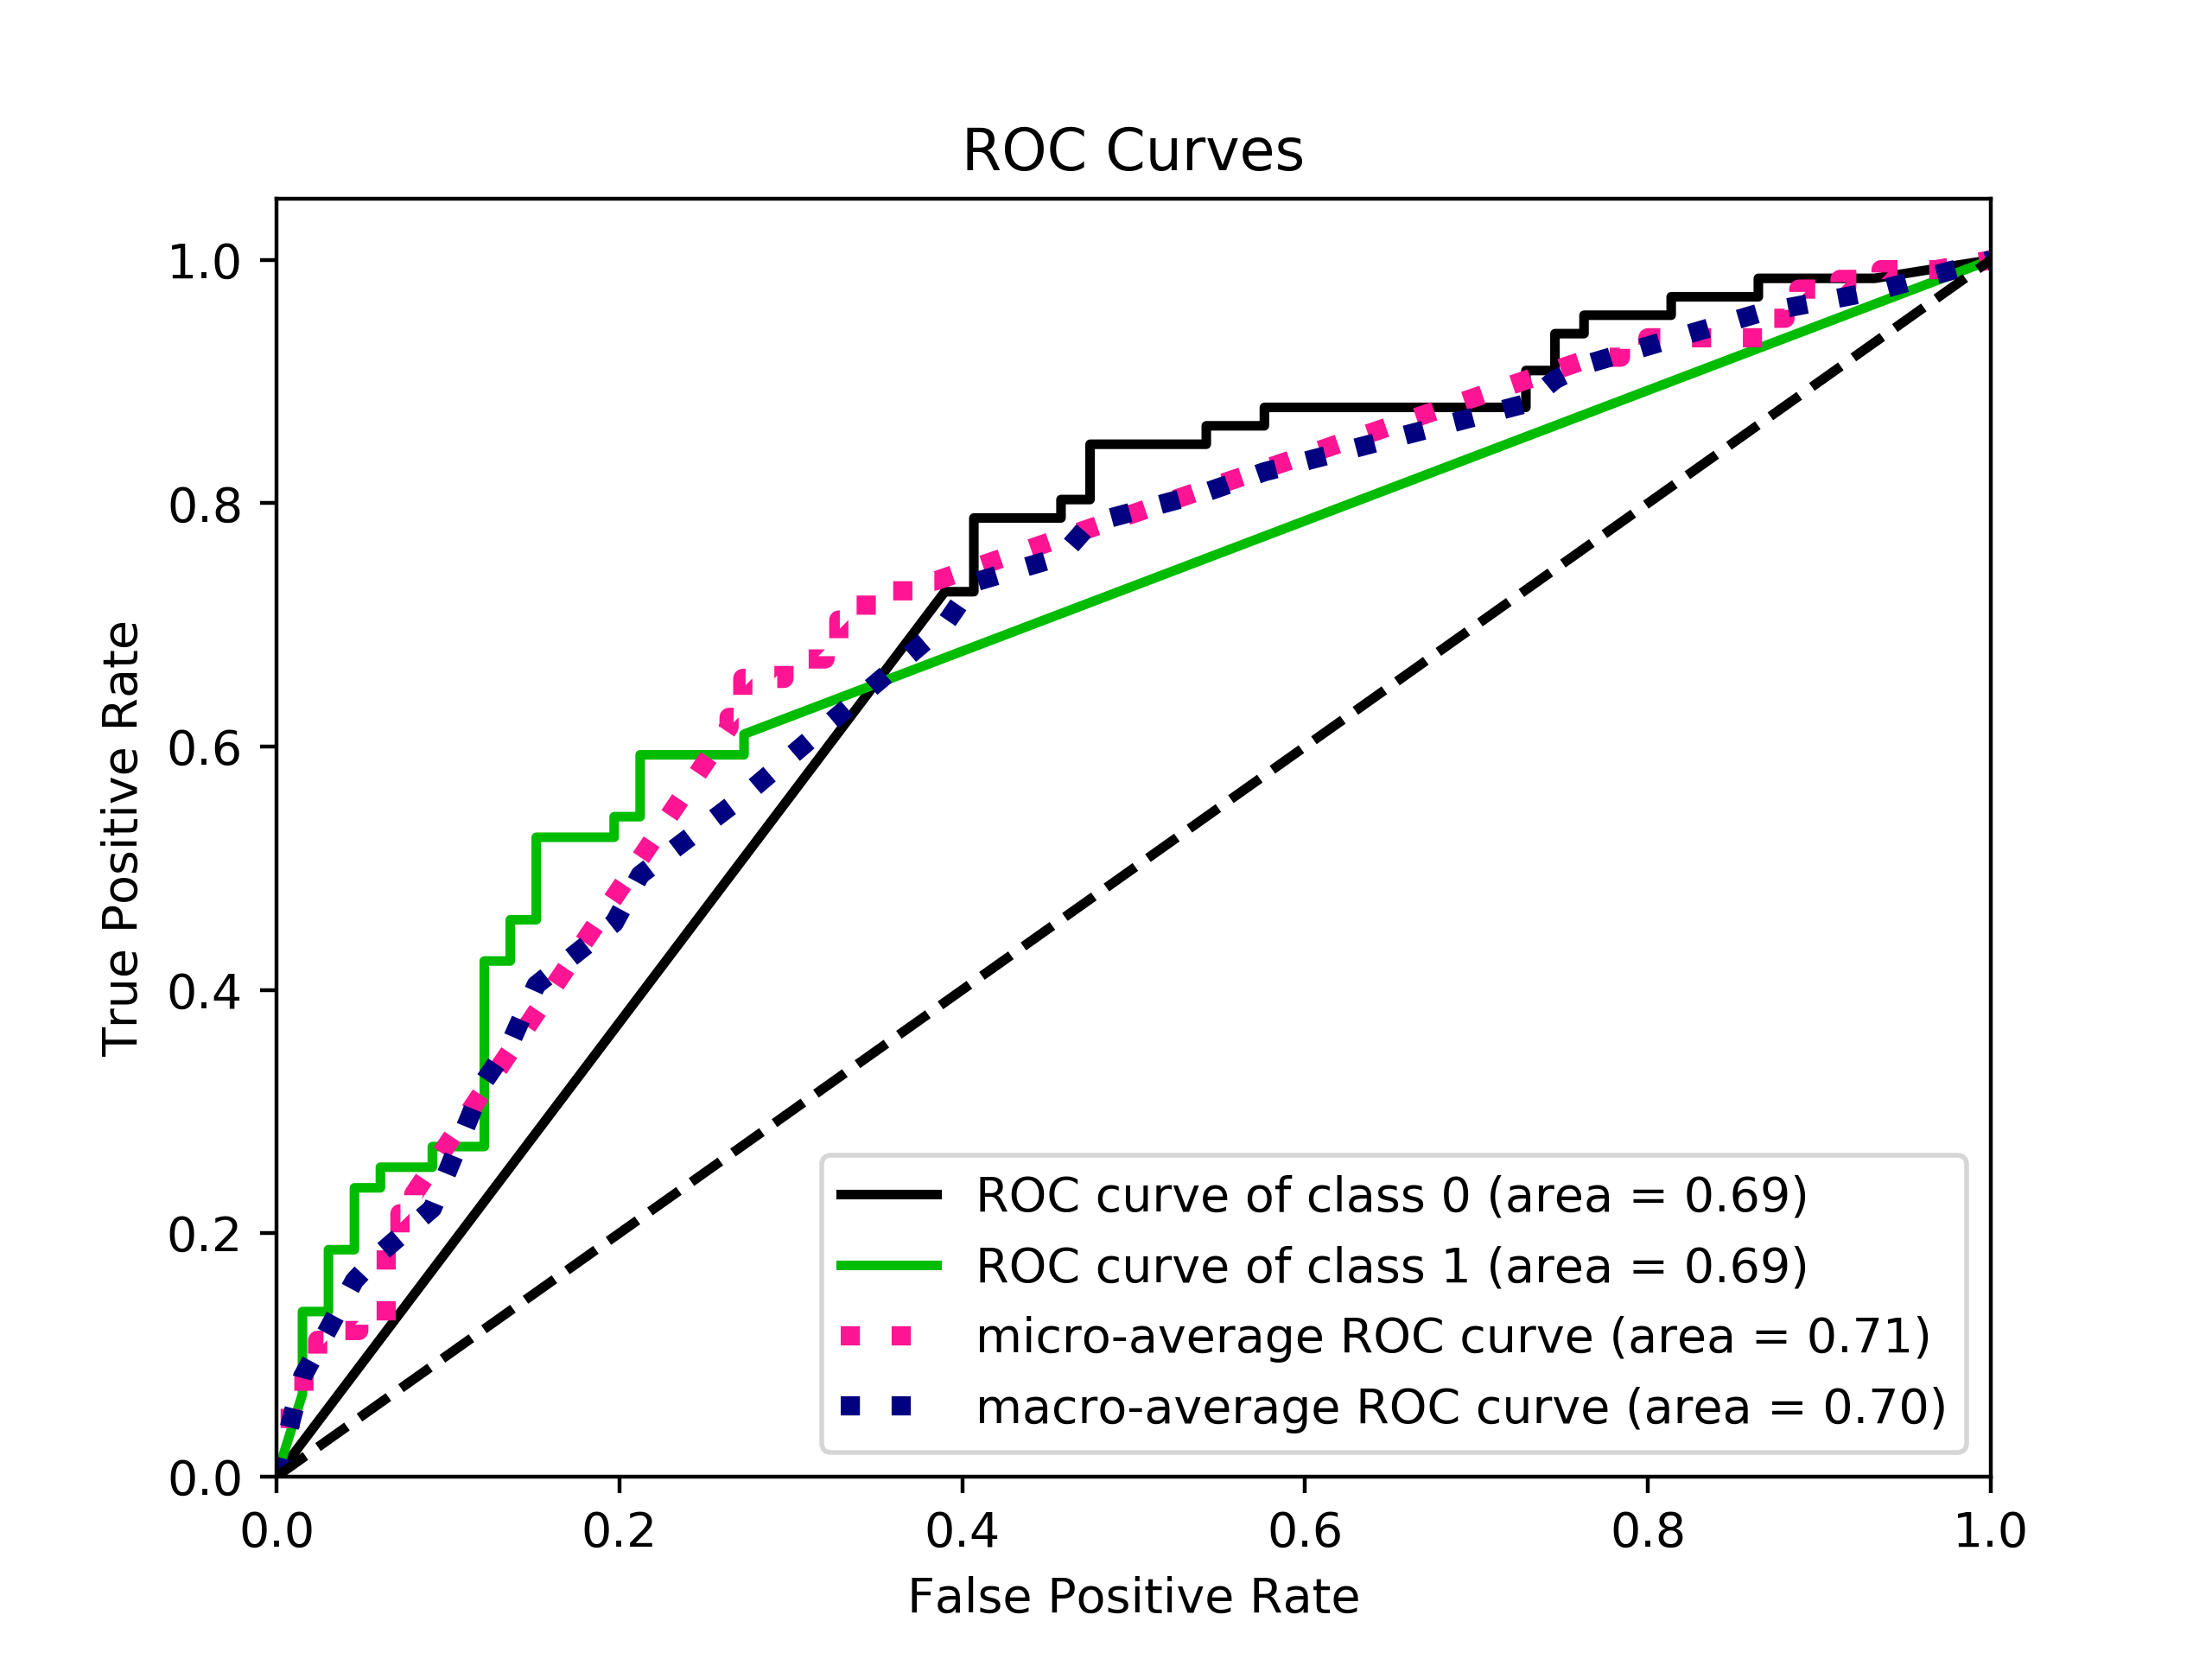 ROC Curves
True Positive Rate
1.0
0.8
0.6
0.4
0.2
0.0
ROC curve of class 0 (area = 0.69)
ROC curve of class 1 (area = 0.69)
micro-average ROC curve (area = 0.71)
macro-average ROC curve (area = 0.70)
0.0 0.2 0.4 0.6 0.8 1.0
False Positive Rate